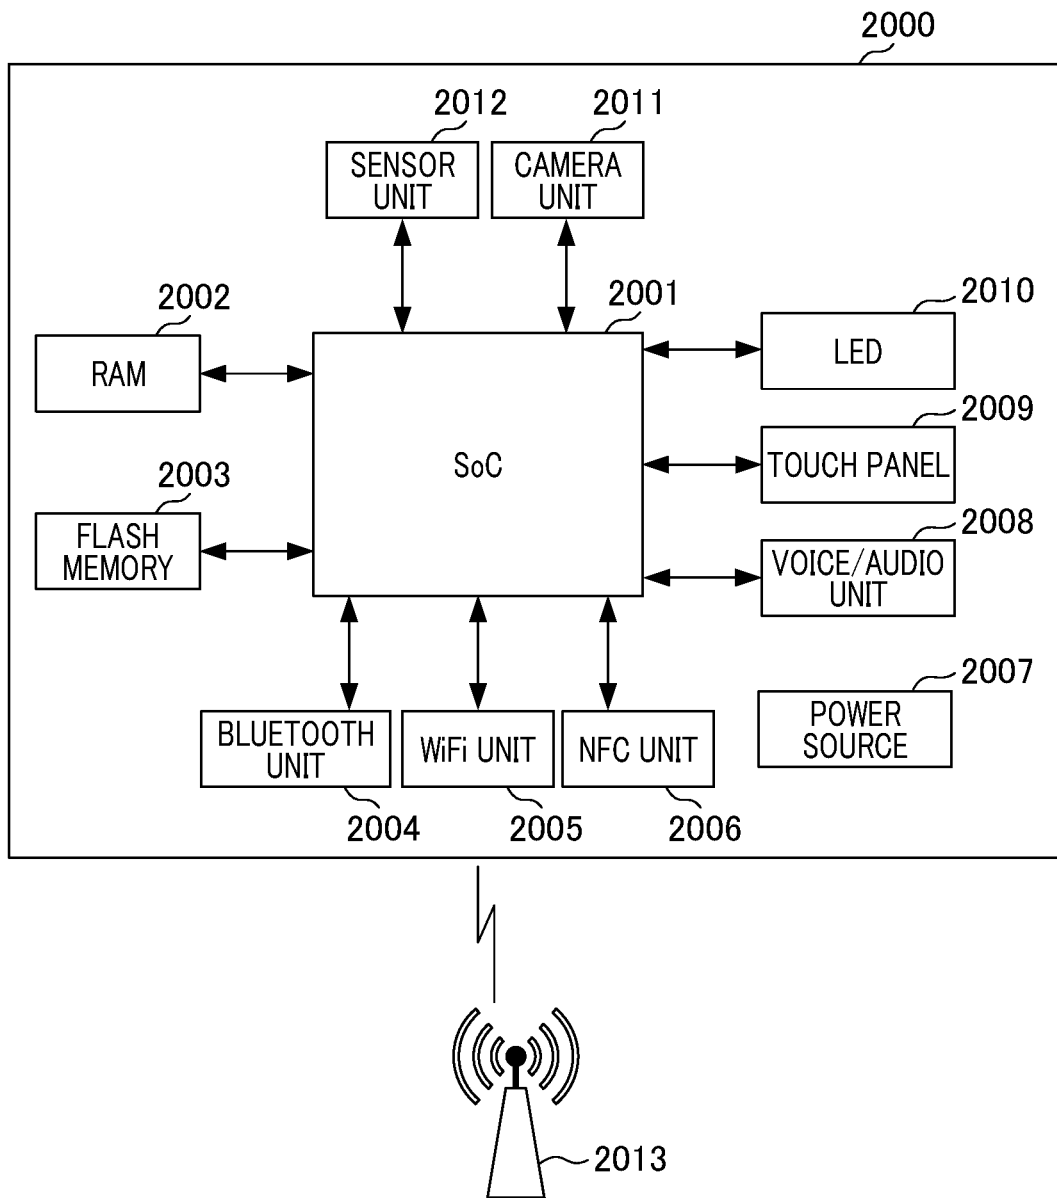 2000
2012
2011
SENSOR
UNIT
CAMERA
UNIT
2002
2001
2010
RAM
LED
2009
SoC
TOUCH PANEL
2003
2008
FLASH
MEMORY
VOICE/AUDIO
UNIT
2007
BLUETOOTH
UNIT
WiFi UNIT
NFC UNIT
POWER
SOURCE
2004
2005
2006
2013